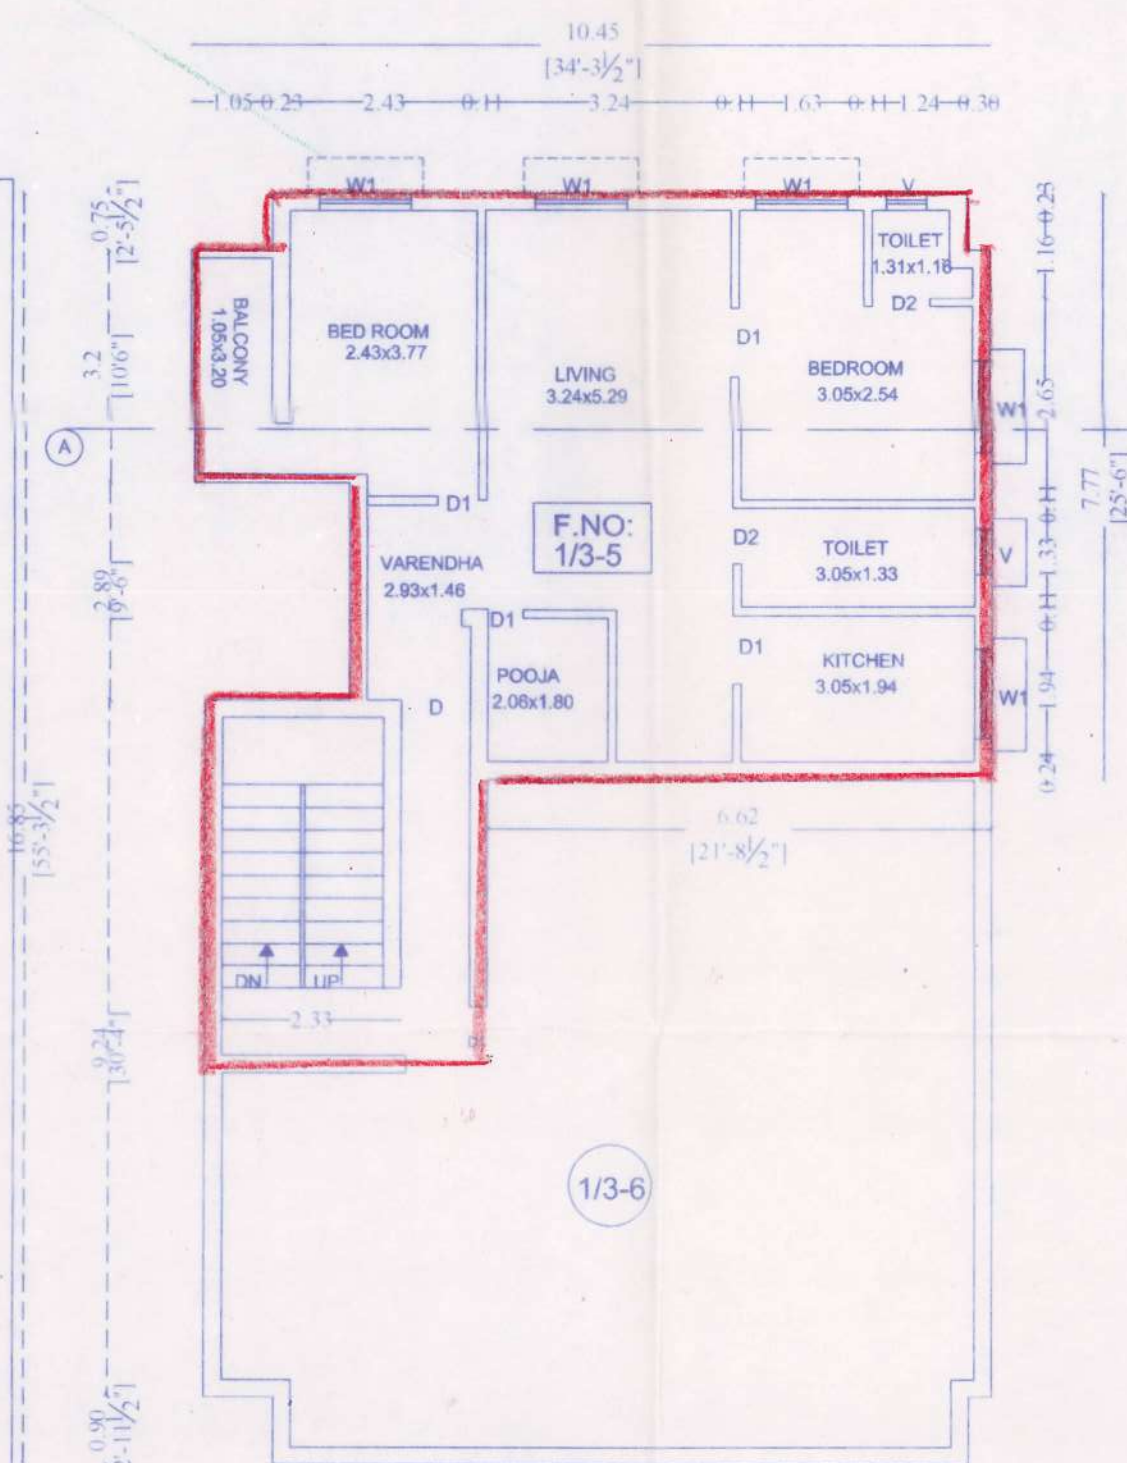 10.45
[34'-3½"]
1.05 0.23 2.43 0.11 3.24 0.11 1.63 0.11 1.24 0.30
W1 W1 W1 V
0.75
[2'-5½"]
3.2
[10'6"]
2.89
[9'-6"]
16.85
[55'-3½"]
9.24
[30'-4"]
0.90
2'-11½"]
A
BALCONY
1.05x3.20
BED ROOM
2.43x3.77
LIVING
3.24x5.29
TOILET
1.31x1.16
D2
D1
BEDROOM
3.05x2.54
W1
D1
F.NO:
1/3-5
D2
TOILET
3.05x1.33
V
VARENDHA
2.93x1.46
D1
D1
POOJA
2.06x1.80
KITCHEN
3.05x1.94
W1
D
0.23
1.16
2.65
0.11
1.33
0.11
1.94
0.24
7.77
[25'-6"]
6.62
[21'-8½"]
DN UP
2.33
1/3-6